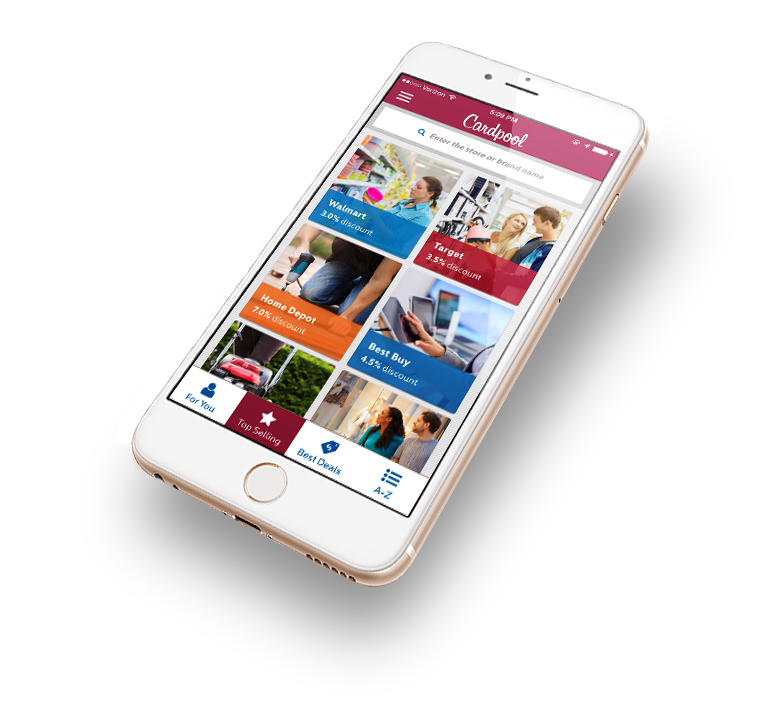 Verizon
5:09 PM
Cardpool
Enter the store or brand name
Walmart
3.0% discount
Target
3.5% discount
Home Depot
7.0% discount
Best Buy
4.5% discount
For You
Top Selling
Best Deals
A-Z